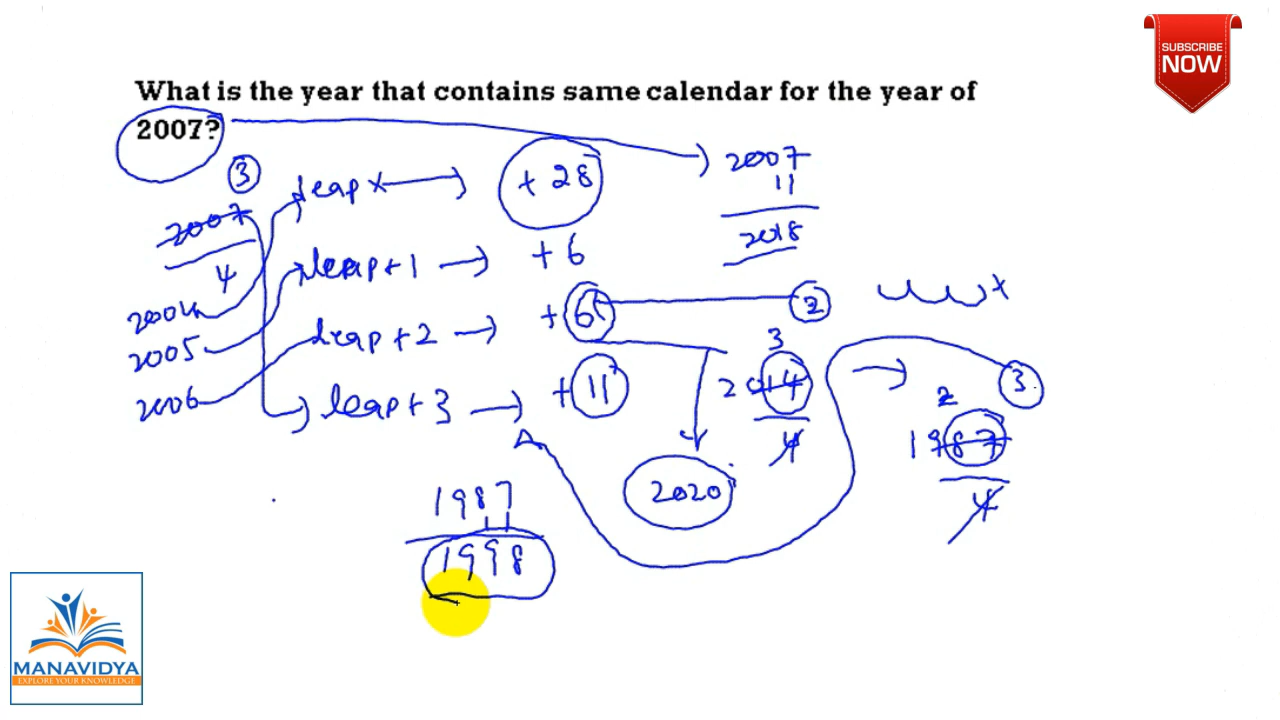 SUBSCRIBE
NOW
What is the year that contains same calendar for the year of
2007?
3
2007
4
2004
2005
2006
leap x → + 28
leap+1 → + 6
leap + 2 → + 6
leap + 3 → + 11
2007
11
2018
2
3
2014
4
2020
3
2
1987
4
1987
11
1998
MANAVIDYA
EXPLORE YOUR KNOWLEDGE